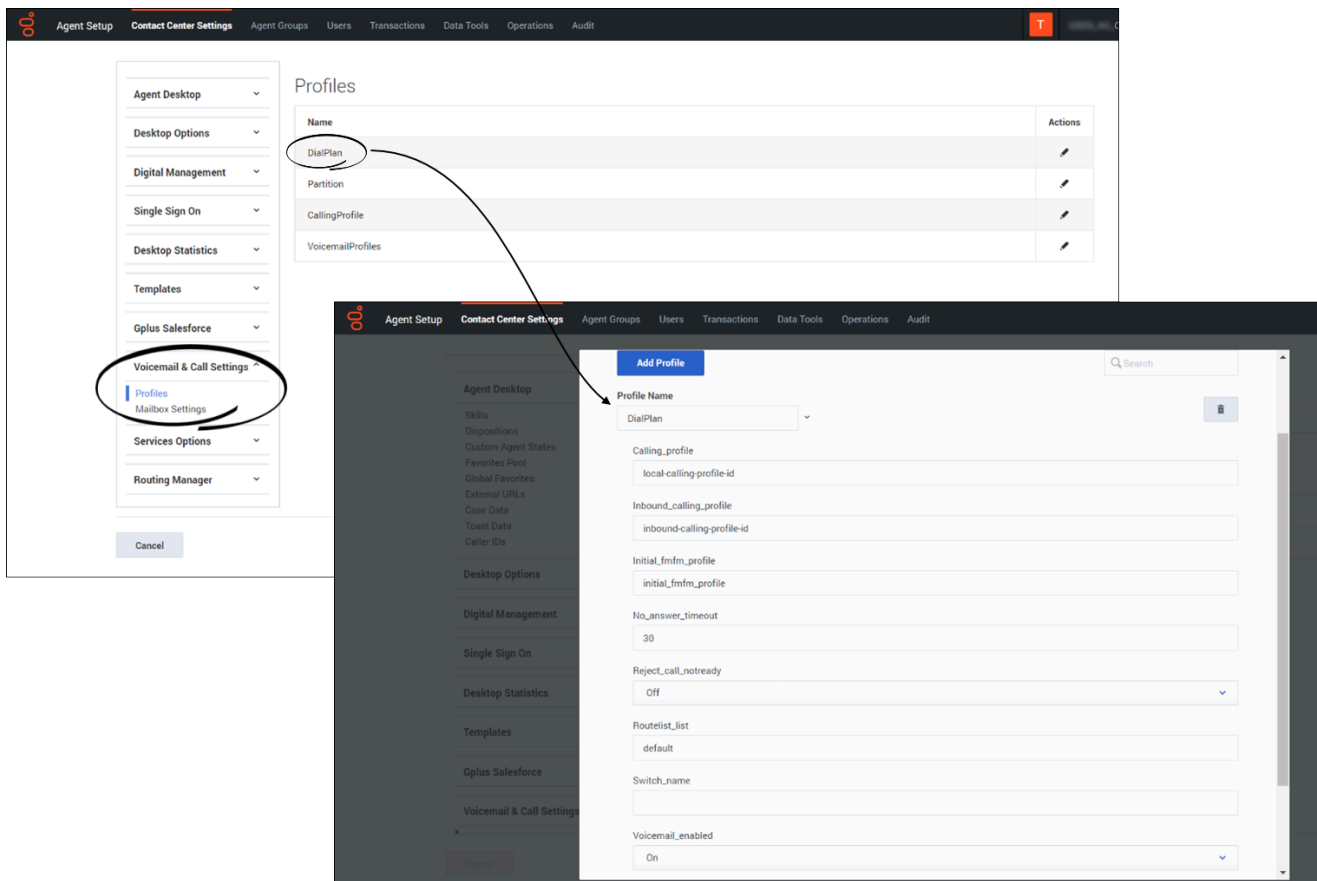 Agent Setup Contact Center Settings Agent Groups Users Transactions Data Tools Operations Audit T
Agent Desktop
Desktop Options
Digital Management
Single Sign On
Desktop Statistics
Templates
Gplus Salesforce
Voicemail & Call Settings
Profiles
Mailbox Settings
Services Options
Routing Manager
Cancel
Profiles
Name Actions
DialPlan
Partition
CallingProfile
VoicemailProfiles
Agent Setup Contact Center Settings Agent Groups Users Transactions Data Tools Operations Audit
Agent Desktop
Skills
Dispositions
Custom Agent States
Favorites Pool
Global Favorites
External URLs
Case Data
Toast Data
Caller IDs
Desktop Options
Digital Management
Single Sign On
Desktop Statistics
Templates
Gplus Salesforce
Voicemail & Call Settings
Cancel
Add Profile Search
Profile Name
DialPlan
Calling_profile
local-calling-profile-id
Inbound_calling_profile
inbound-calling-profile-id
Initial_fmfm_profile
initial_fmfm_profile
No_answer_timeout
30
Reject_call_notready
Off
Routelist_list
default
Switch_name
Voicemail_enabled
On